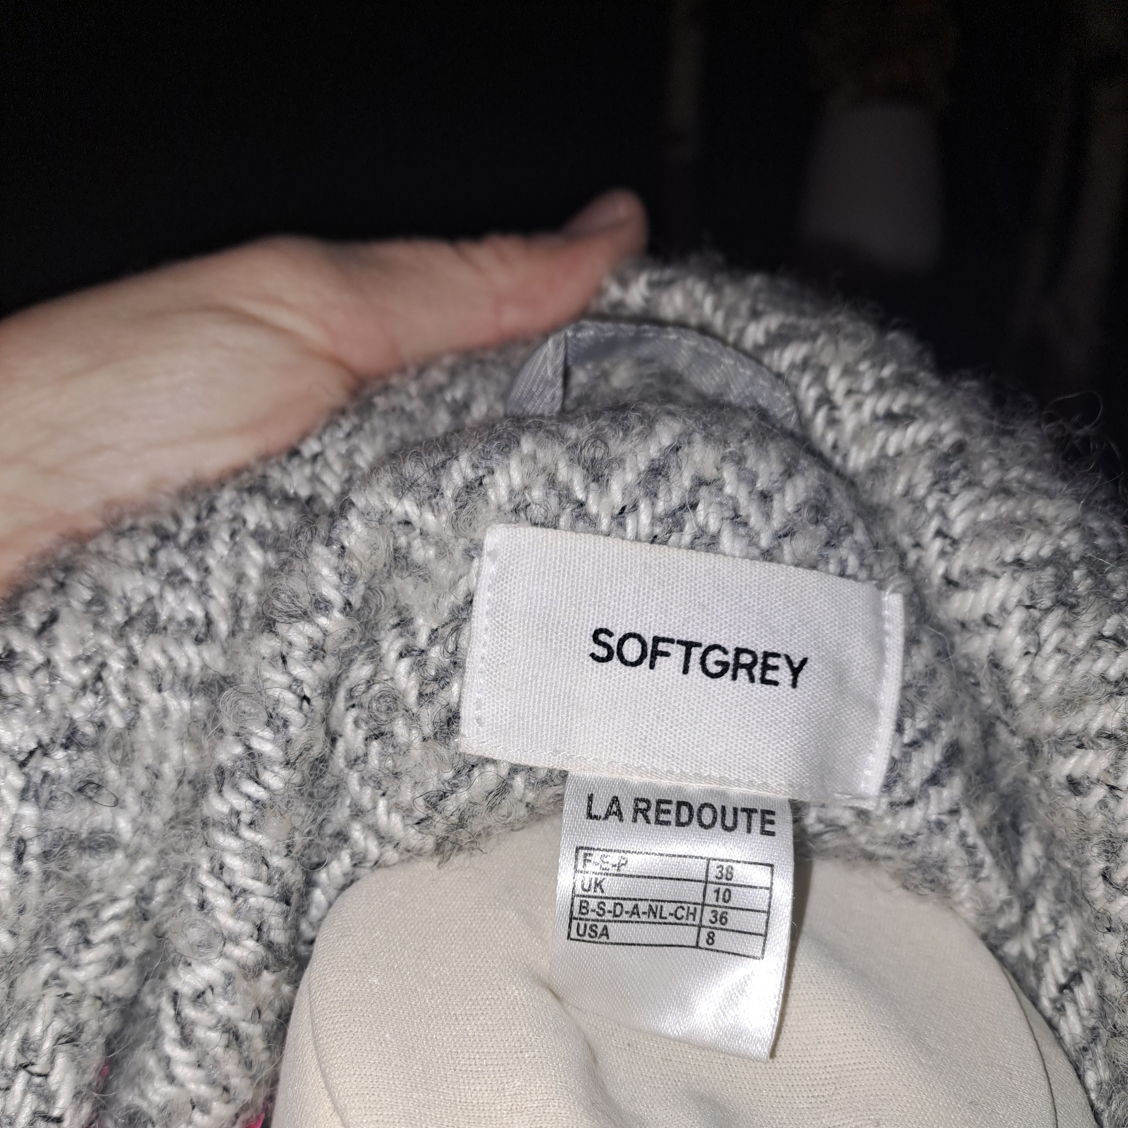 SOFTGREY
LA REDOUTE
F-E-P 38
UK 10
B-S-D-A-NL-CH 36
USA 8